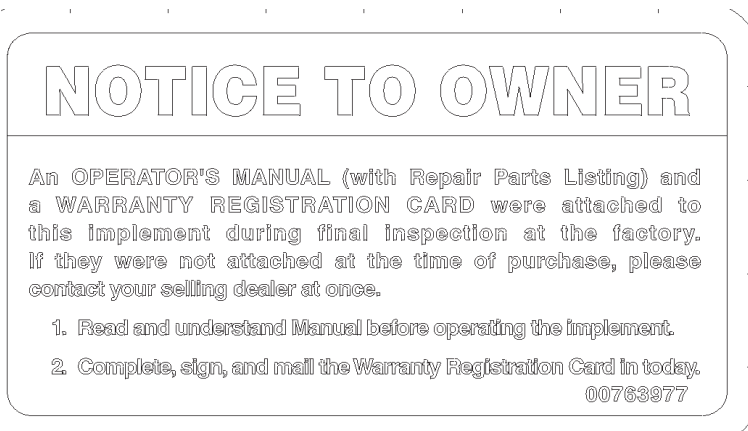 NOTICE TO OWNER
An OPERATOR'S MANUAL (with Repair Parts Listing) and
a WARRANTY REGISTRATION CARD were attached to
this implement during final inspection at the factory.
If they were not attached at the time of purchase, please
contact your selling dealer at once.
1. Read and understand Manual before operating the implement.
2. Complete, sign, and mail the Warranty Registration Card in today.
00763977